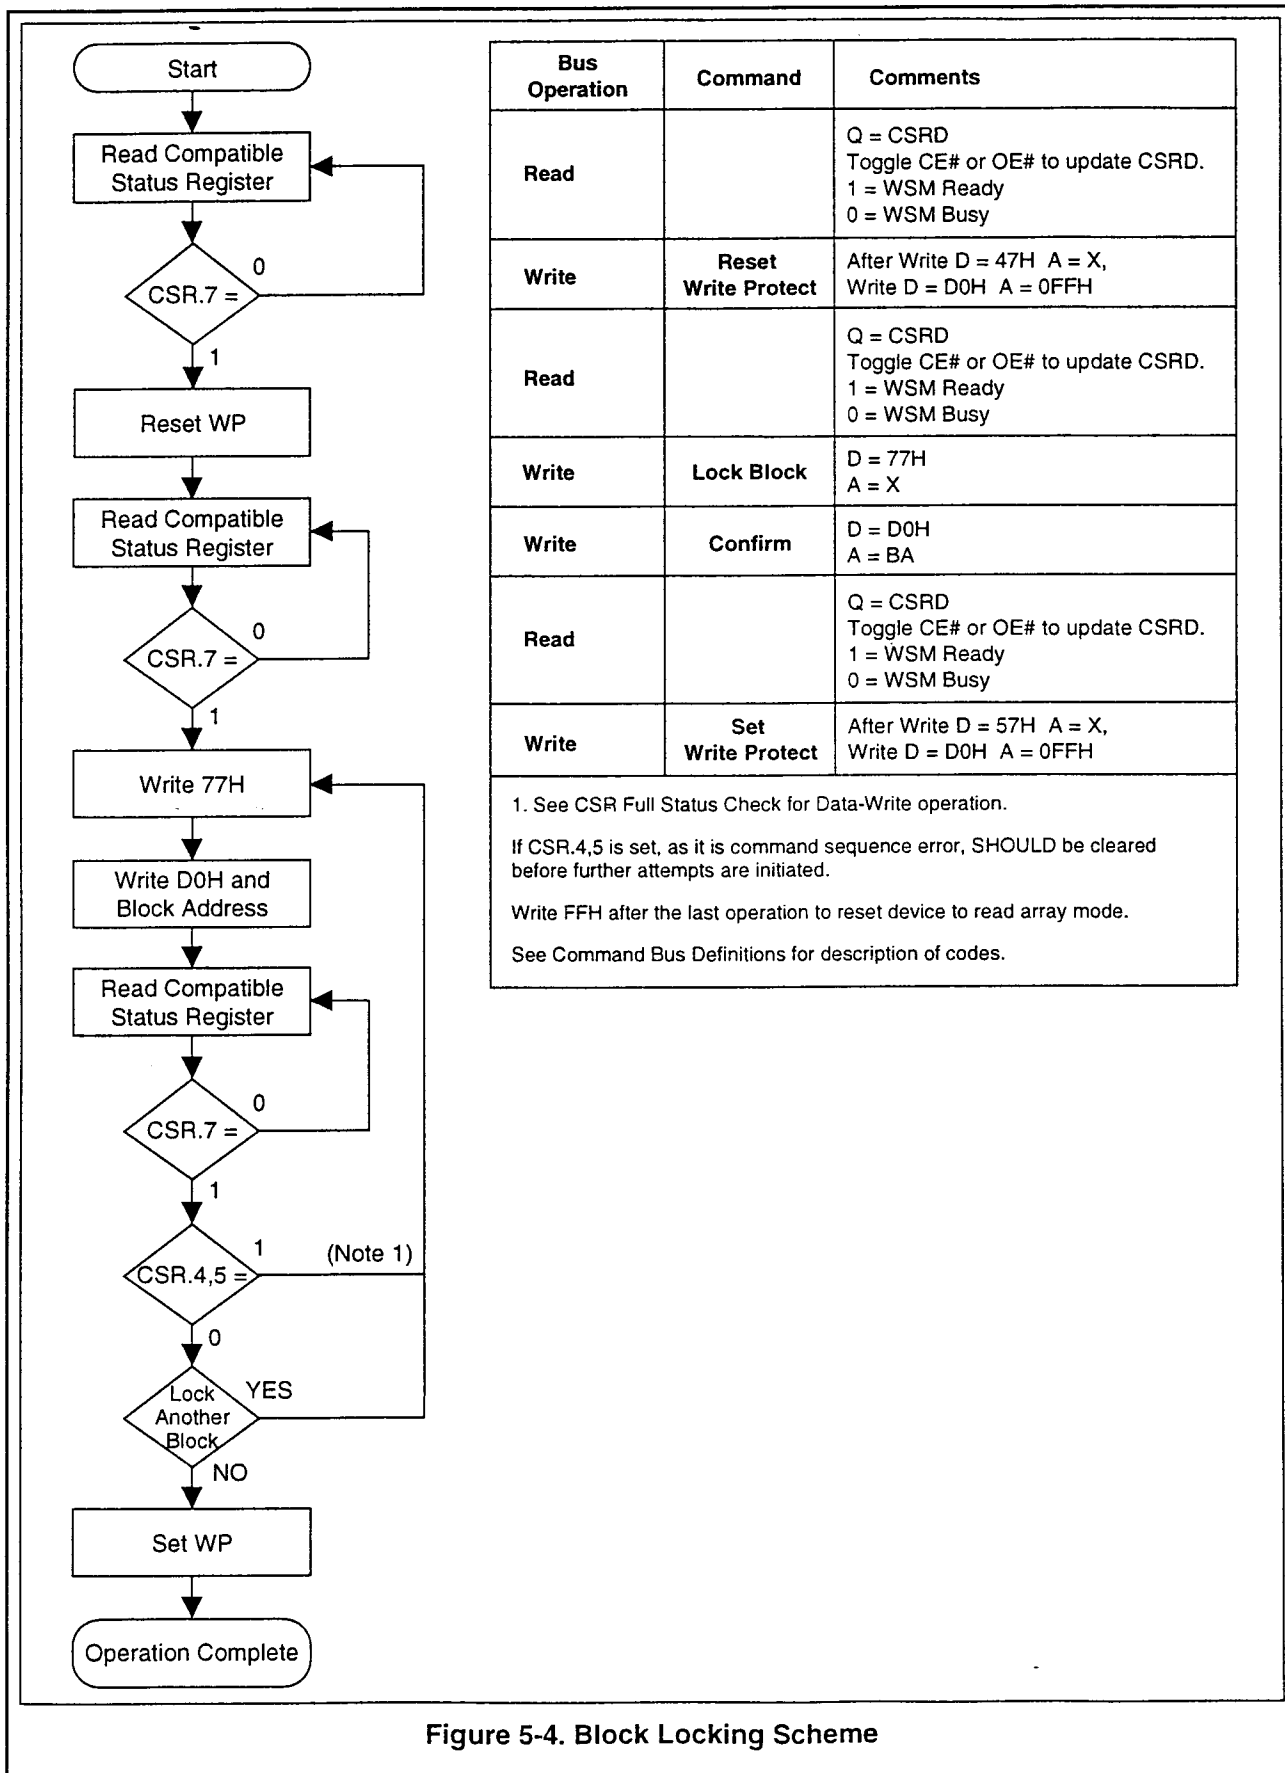 Start
Read Compatible
Status Register
0
CSR.7 =
1
Reset WP
Read Compatible
Status Register
0
CSR.7 =
1
Write 77H
Write D0H and
Block Address
Read Compatible
Status Register
0
CSR.7 =
1
1
(Note 1)
CSR.4,5 =
0
Lock
Another
Block
YES
NO
Set WP
Operation Complete
Bus
Operation
Command
Comments
Read
Q = CSRD
Toggle CE# or OE# to update CSRD.
1 = WSM Ready
0 = WSM Busy
Write
Reset
Write Protect
After Write D = 47H A = X,
Write D = D0H A = 0FFH
Read
Q = CSRD
Toggle CE# or OE# to update CSRD.
1 = WSM Ready
0 = WSM Busy
Write
Lock Block
D = 77H
A = X
Write
Confirm
D = D0H
A = BA
Read
Q = CSRD
Toggle CE# or OE# to update CSRD.
1 = WSM Ready
0 = WSM Busy
Write
Set
Write Protect
After Write D = 57H A = X,
Write D = D0H A = 0FFH
1. See CSR Full Status Check for Data-Write operation.
If CSR.4,5 is set, as it is command sequence error, SHOULD be cleared
before further attempts are initiated.
Write FFH after the last operation to reset device to read array mode.
See Command Bus Definitions for description of codes.
Figure 5-4. Block Locking Scheme